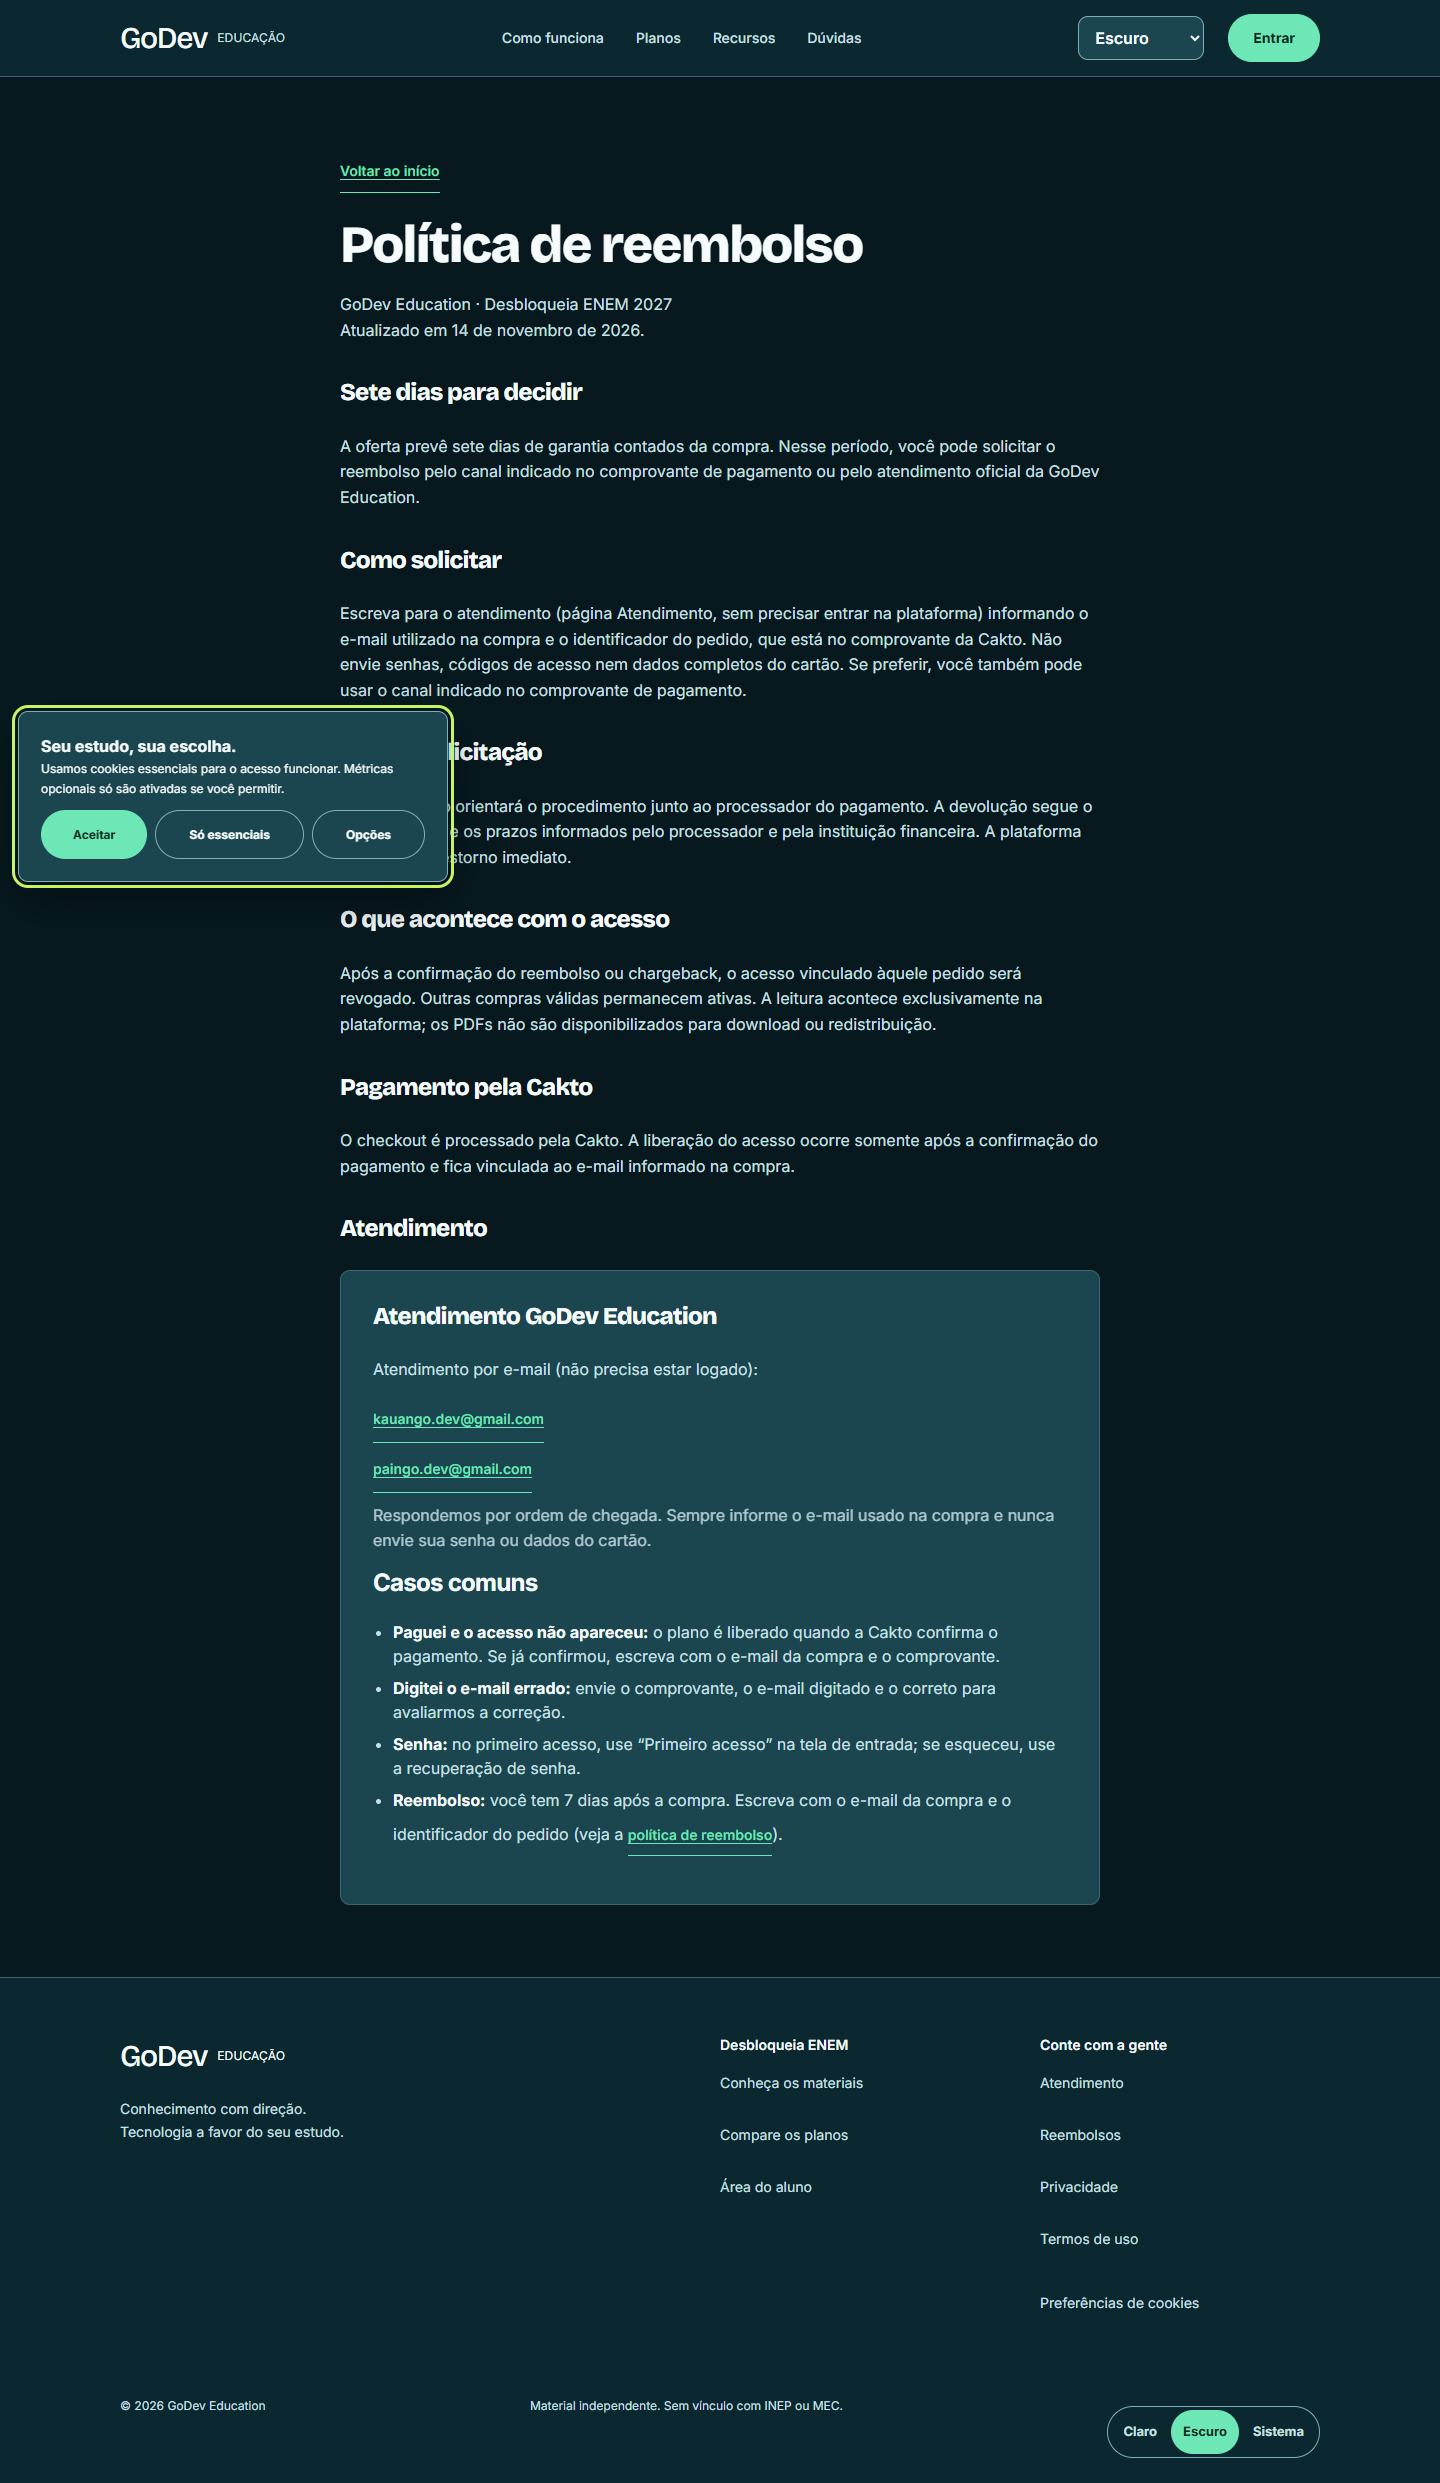 GoDev EDUCAÇÃO
Como funciona
Planos
Recursos
Dúvidas
Escuro
Entrar
Voltar ao início
Política de reembolso
GoDev Education · Desbloqueia ENEM 2027
Atualizado em 14 de novembro de 2026.
Sete dias para decidir
A oferta prevê sete dias de garantia contados da compra. Nesse período, você pode solicitar o
reembolso pelo canal indicado no comprovante de pagamento ou pelo atendimento oficial da GoDev
Education.
Como solicitar
Escreva para o atendimento (página Atendimento, sem precisar entrar na plataforma) informando o
e-mail utilizado na compra e o identificador do pedido, que está no comprovante da Cakto. Não
envie senhas, códigos de acesso nem dados completos do cartão. Se preferir, você também pode
usar o canal indicado no comprovante de pagamento.
Seu estudo, sua escolha.
Usamos cookies essenciais para o acesso funcionar. Métricas
opcionais só são ativadas se você permitir.
Aceitar
Só essenciais
Opções
orientará o procedimento junto ao processador do pagamento. A devolução segue o
e os prazos informados pelo processador e pela instituição financeira. A plataforma
imediato.
O que acontece com o acesso
Após a confirmação do reembolso ou chargeback, o acesso vinculado àquele pedido será
revogado. Outras compras válidas permanecem ativas. A leitura acontece exclusivamente na
plataforma; os PDFs não são disponibilizados para download ou redistribuição.
Pagamento pela Cakto
O checkout é processado pela Cakto. A liberação do acesso ocorre somente após a confirmação do
pagamento e fica vinculada ao e-mail informado na compra.
Atendimento
Atendimento GoDev Education
Atendimento por e-mail (não precisa estar logado):
kauango.dev@gmail.com
paingo.dev@gmail.com
Respondemos por ordem de chegada. Sempre informe o e-mail usado na compra e nunca
envie sua senha ou dados do cartão.
Casos comuns
• Paguei e o acesso não apareceu: o plano é liberado quando a Cakto confirma o
pagamento. Se já confirmou, escreva com o e-mail da compra e o comprovante.
• Digitei o e-mail errado: envie o comprovante, o e-mail digitado e o correto para
avaliarmos a correção.
• Senha: no primeiro acesso, use “Primeiro acesso” na tela de entrada; se esqueceu, use
a recuperação de senha.
• Reembolso: você tem 7 dias após a compra. Escreva com o e-mail da compra e o
identificador do pedido (veja a política de reembolso).
GoDev EDUCAÇÃO
Conhecimento com direção.
Tecnologia a favor do seu estudo.
Desbloqueia ENEM
Conheça os materiais
Compare os planos
Área do aluno
Conte com a gente
Atendimento
Reembolsos
Privacidade
Termos de uso
Preferências de cookies
© 2026 GoDev Education
Material independente. Sem vínculo com INEP ou MEC.
Claro
Escuro
Sistema